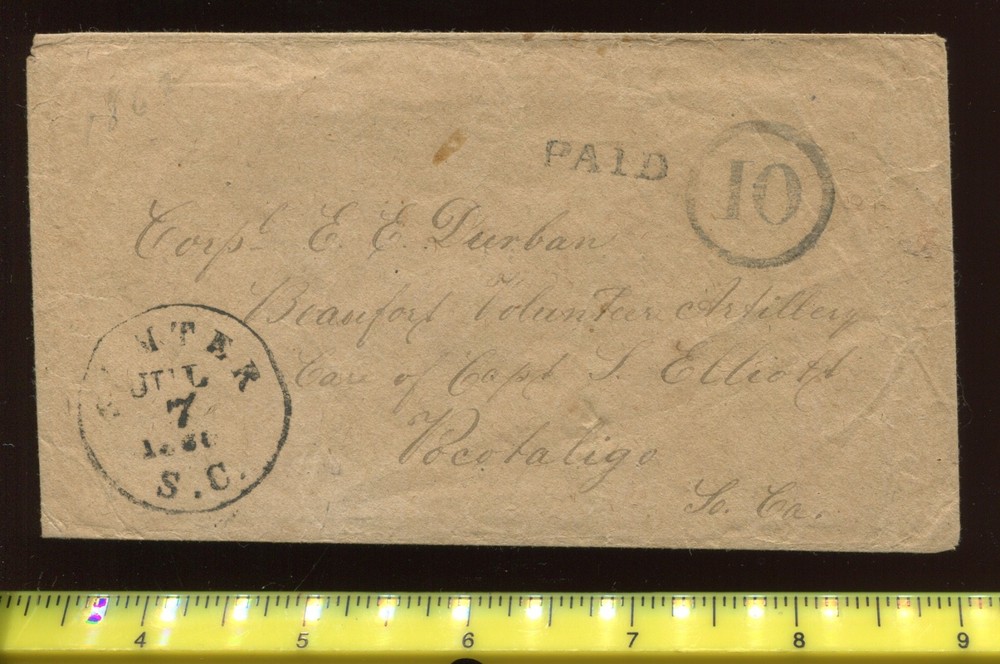 PAID 10
Corpl E. E. Durban
Beaufort Volunteer Artillery
Care of Capt S. Elliott
Pocotaligo
So. Ca.
SUMTER
JUL
7
S.C.
4 5 6 7 8 9